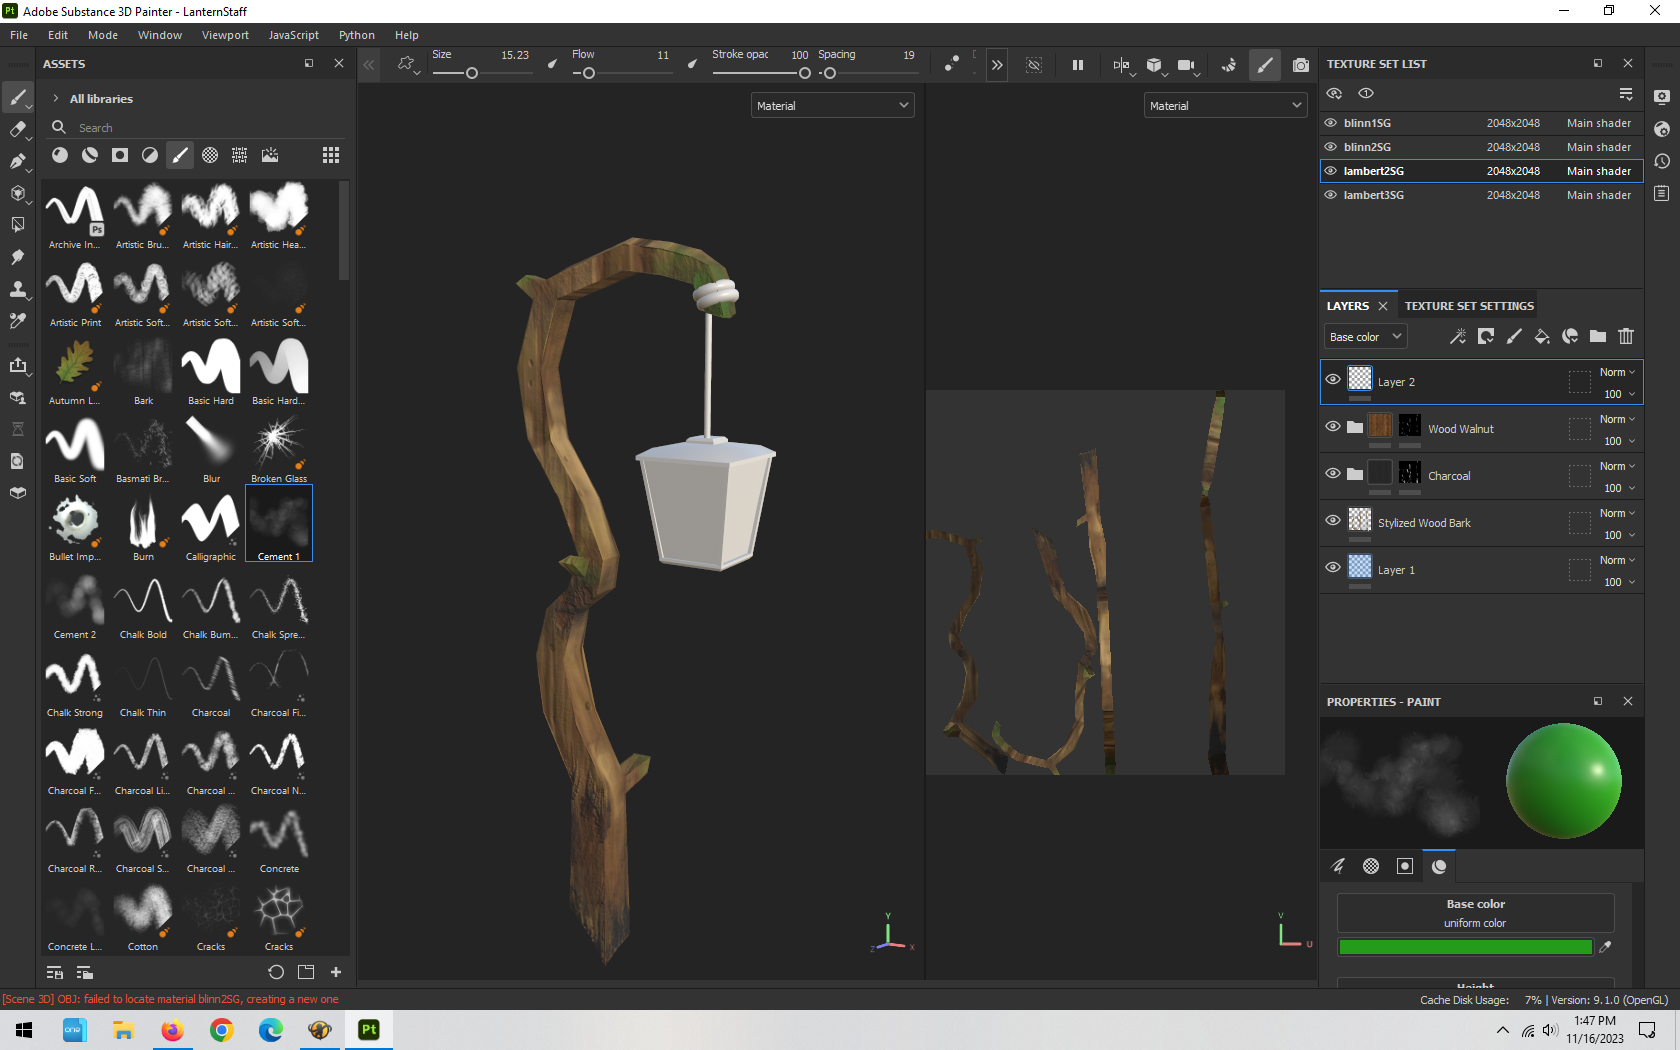 Pt Adobe Substance 3D Painter - LanternStaff
File Edit Mode Window Viewport JavaScript Python Help
ASSETS
All libraries
Search
Archive In... Artistic Bru... Artistic Hair... Artistic Hea...
Ps
Artistic Print Artistic Soft... Artistic Soft... Artistic Soft...
Autumn L... Bark Basic Hard Basic Hard...
Basic Soft Basmati Br... Blur Broken Glass
Bullet Imp... Burn Calligraphic Cement 1
Cement 2 Chalk Bold Chalk Bum... Chalk Spre...
Chalk Strong Chalk Thin Charcoal Charcoal Fi...
Charcoal F... Charcoal Li... Charcoal ... Charcoal N...
Charcoal R... Charcoal S... Charcoal ... Concrete
Concrete L... Cotton Cracks Cracks
Size 15.23 Flow 11 Stroke opac 100 Spacing 19
Material
Material
Y
X
Z
V
U
TEXTURE SET LIST
blinn1SG 2048x2048 Main shader
blinn2SG 2048x2048 Main shader
lambert2SG 2048x2048 Main shader
lambert3SG 2048x2048 Main shader
LAYERS TEXTURE SET SETTINGS
Base color
Layer 2 Norm 100
Wood Walnut Norm 100
Charcoal Norm 100
Stylized Wood Bark Norm 100
Layer 1 Norm 100
PROPERTIES - PAINT
Base color
uniform color
Height
[Scene 3D] OBJ: failed to locate material blinn2SG, creating a new one
Cache Disk Usage: 7% | Version: 9.1.0 (OpenGL)
one
Pt
1:47 PM
11/16/2023